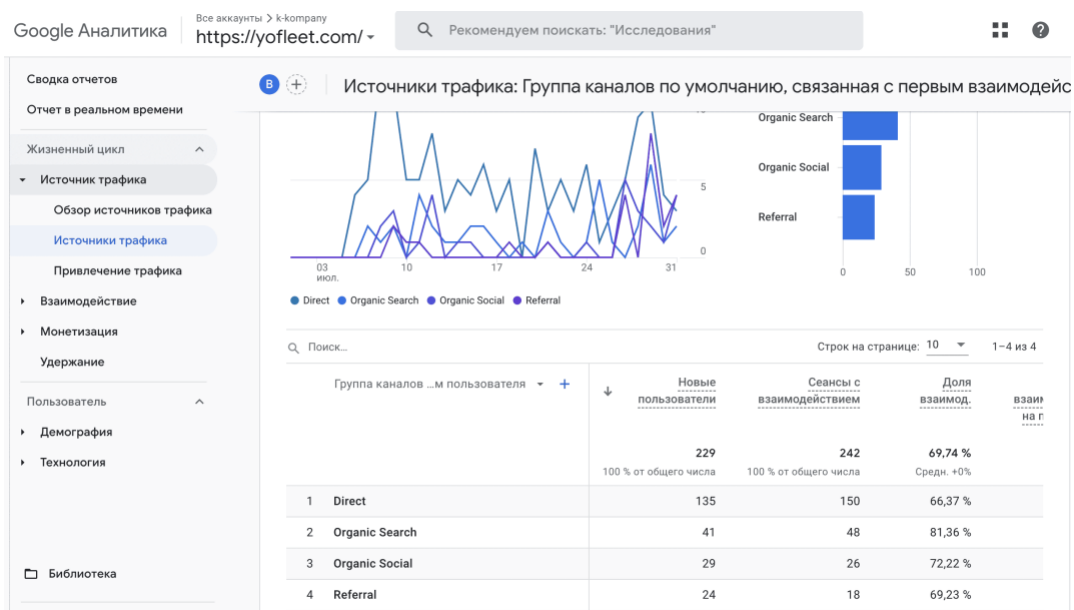 Google Аналитика
Все аккаунты > k-kompany
https://yofleet.com/
Рекомендуем поискать: "Исследования"
Сводка отчетов
Отчет в реальном времени
Жизненный цикл
Источник трафика
Обзор источников трафика
Источники трафика
Привлечение трафика
Взаимодействие
Монетизация
Удержание
Пользователь
Демография
Технология
Библиотека
B
Источники трафика: Группа каналов по умолчанию, связанная с первым взаимодейс
5
0
03
июл.
10
17
24
31
Direct
Organic Search
Organic Social
Referral
Organic Search
Organic Social
Referral
0
50
100
Поиск...
Строк на странице: 10
1–4 из 4
Группа каналов ...м пользователя
Новые
пользователи
Сеансы с
взаимодействием
Доля
взаимод.
взаим
на п
229
242
69,74 %
100 % от общего числа
100 % от общего числа
Средн. +0%
1 Direct 135 150 66,37 %
2 Organic Search 41 48 81,36 %
3 Organic Social 29 26 72,22 %
4 Referral 24 18 69,23 %